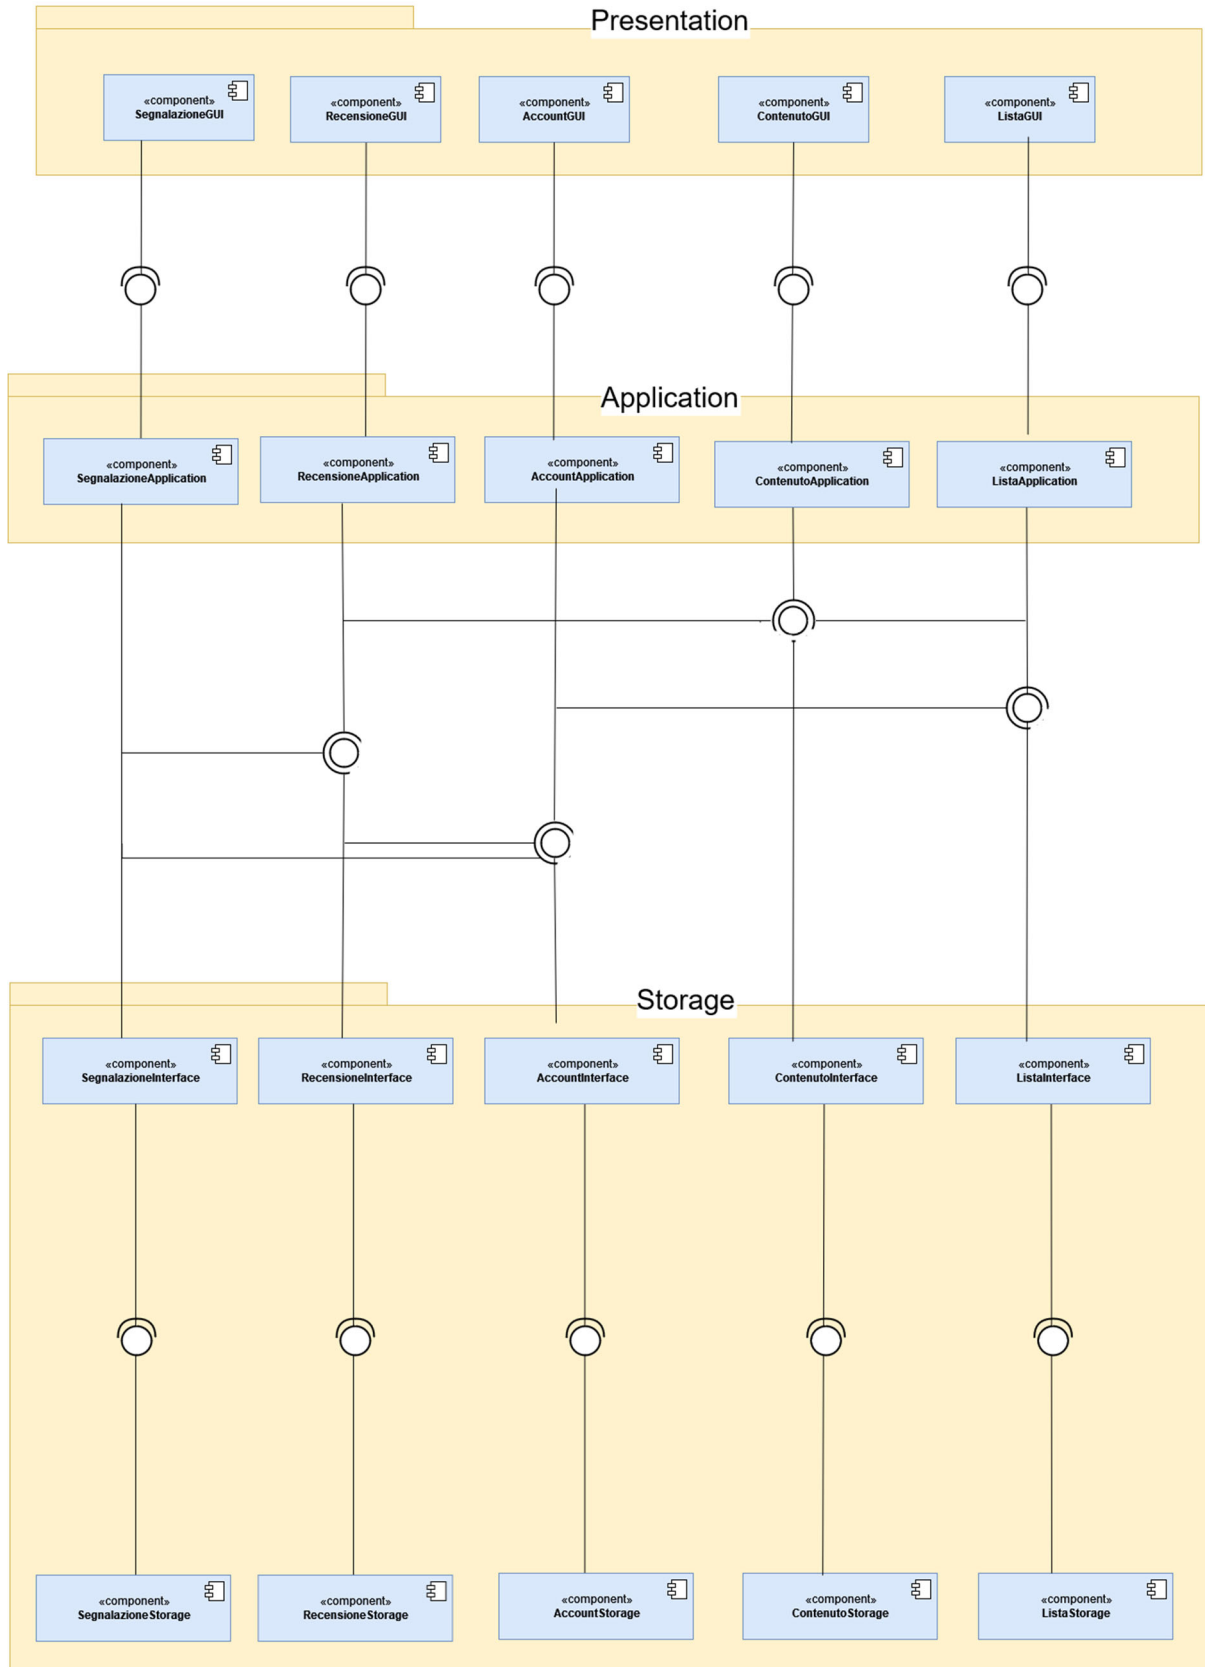 Presentation
«component»
SegnalazioneGUI
«component»
RecensioneGUI
«component»
AccountGUI
«component»
ContenutoGUI
«component»
ListaGUI
Application
«component»
SegnalazioneApplication
«component»
RecensioneApplication
«component»
AccountApplication
«component»
ContenutoApplication
«component»
ListaApplication
Storage
«component»
SegnalazioneInterface
«component»
RecensioneInterface
«component»
AccountInterface
«component»
ContenutoInterface
«component»
ListaInterface
«component»
SegnalazioneStorage
«component»
RecensioneStorage
«component»
AccountStorage
«component»
ContenutoStorage
«component»
ListaStorage